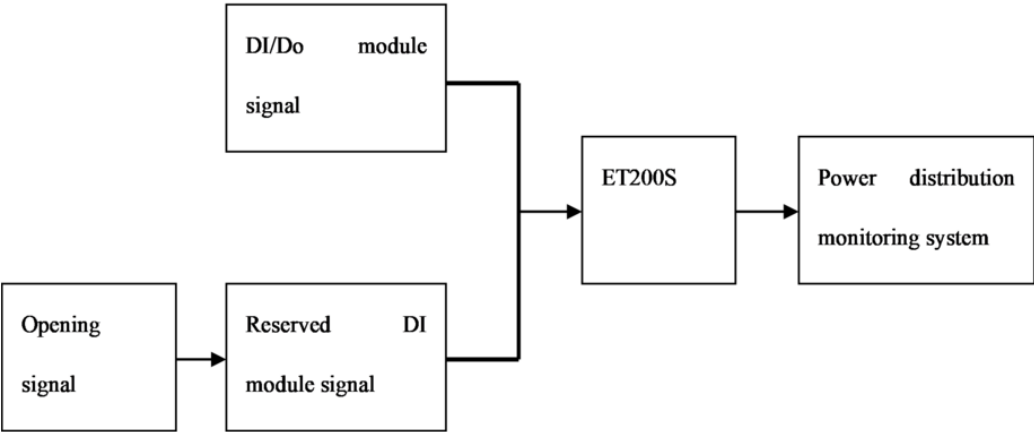 DI/Do module
signal
ET200S
Power distribution
monitoring system
Opening
signal
Reserved DI
module signal